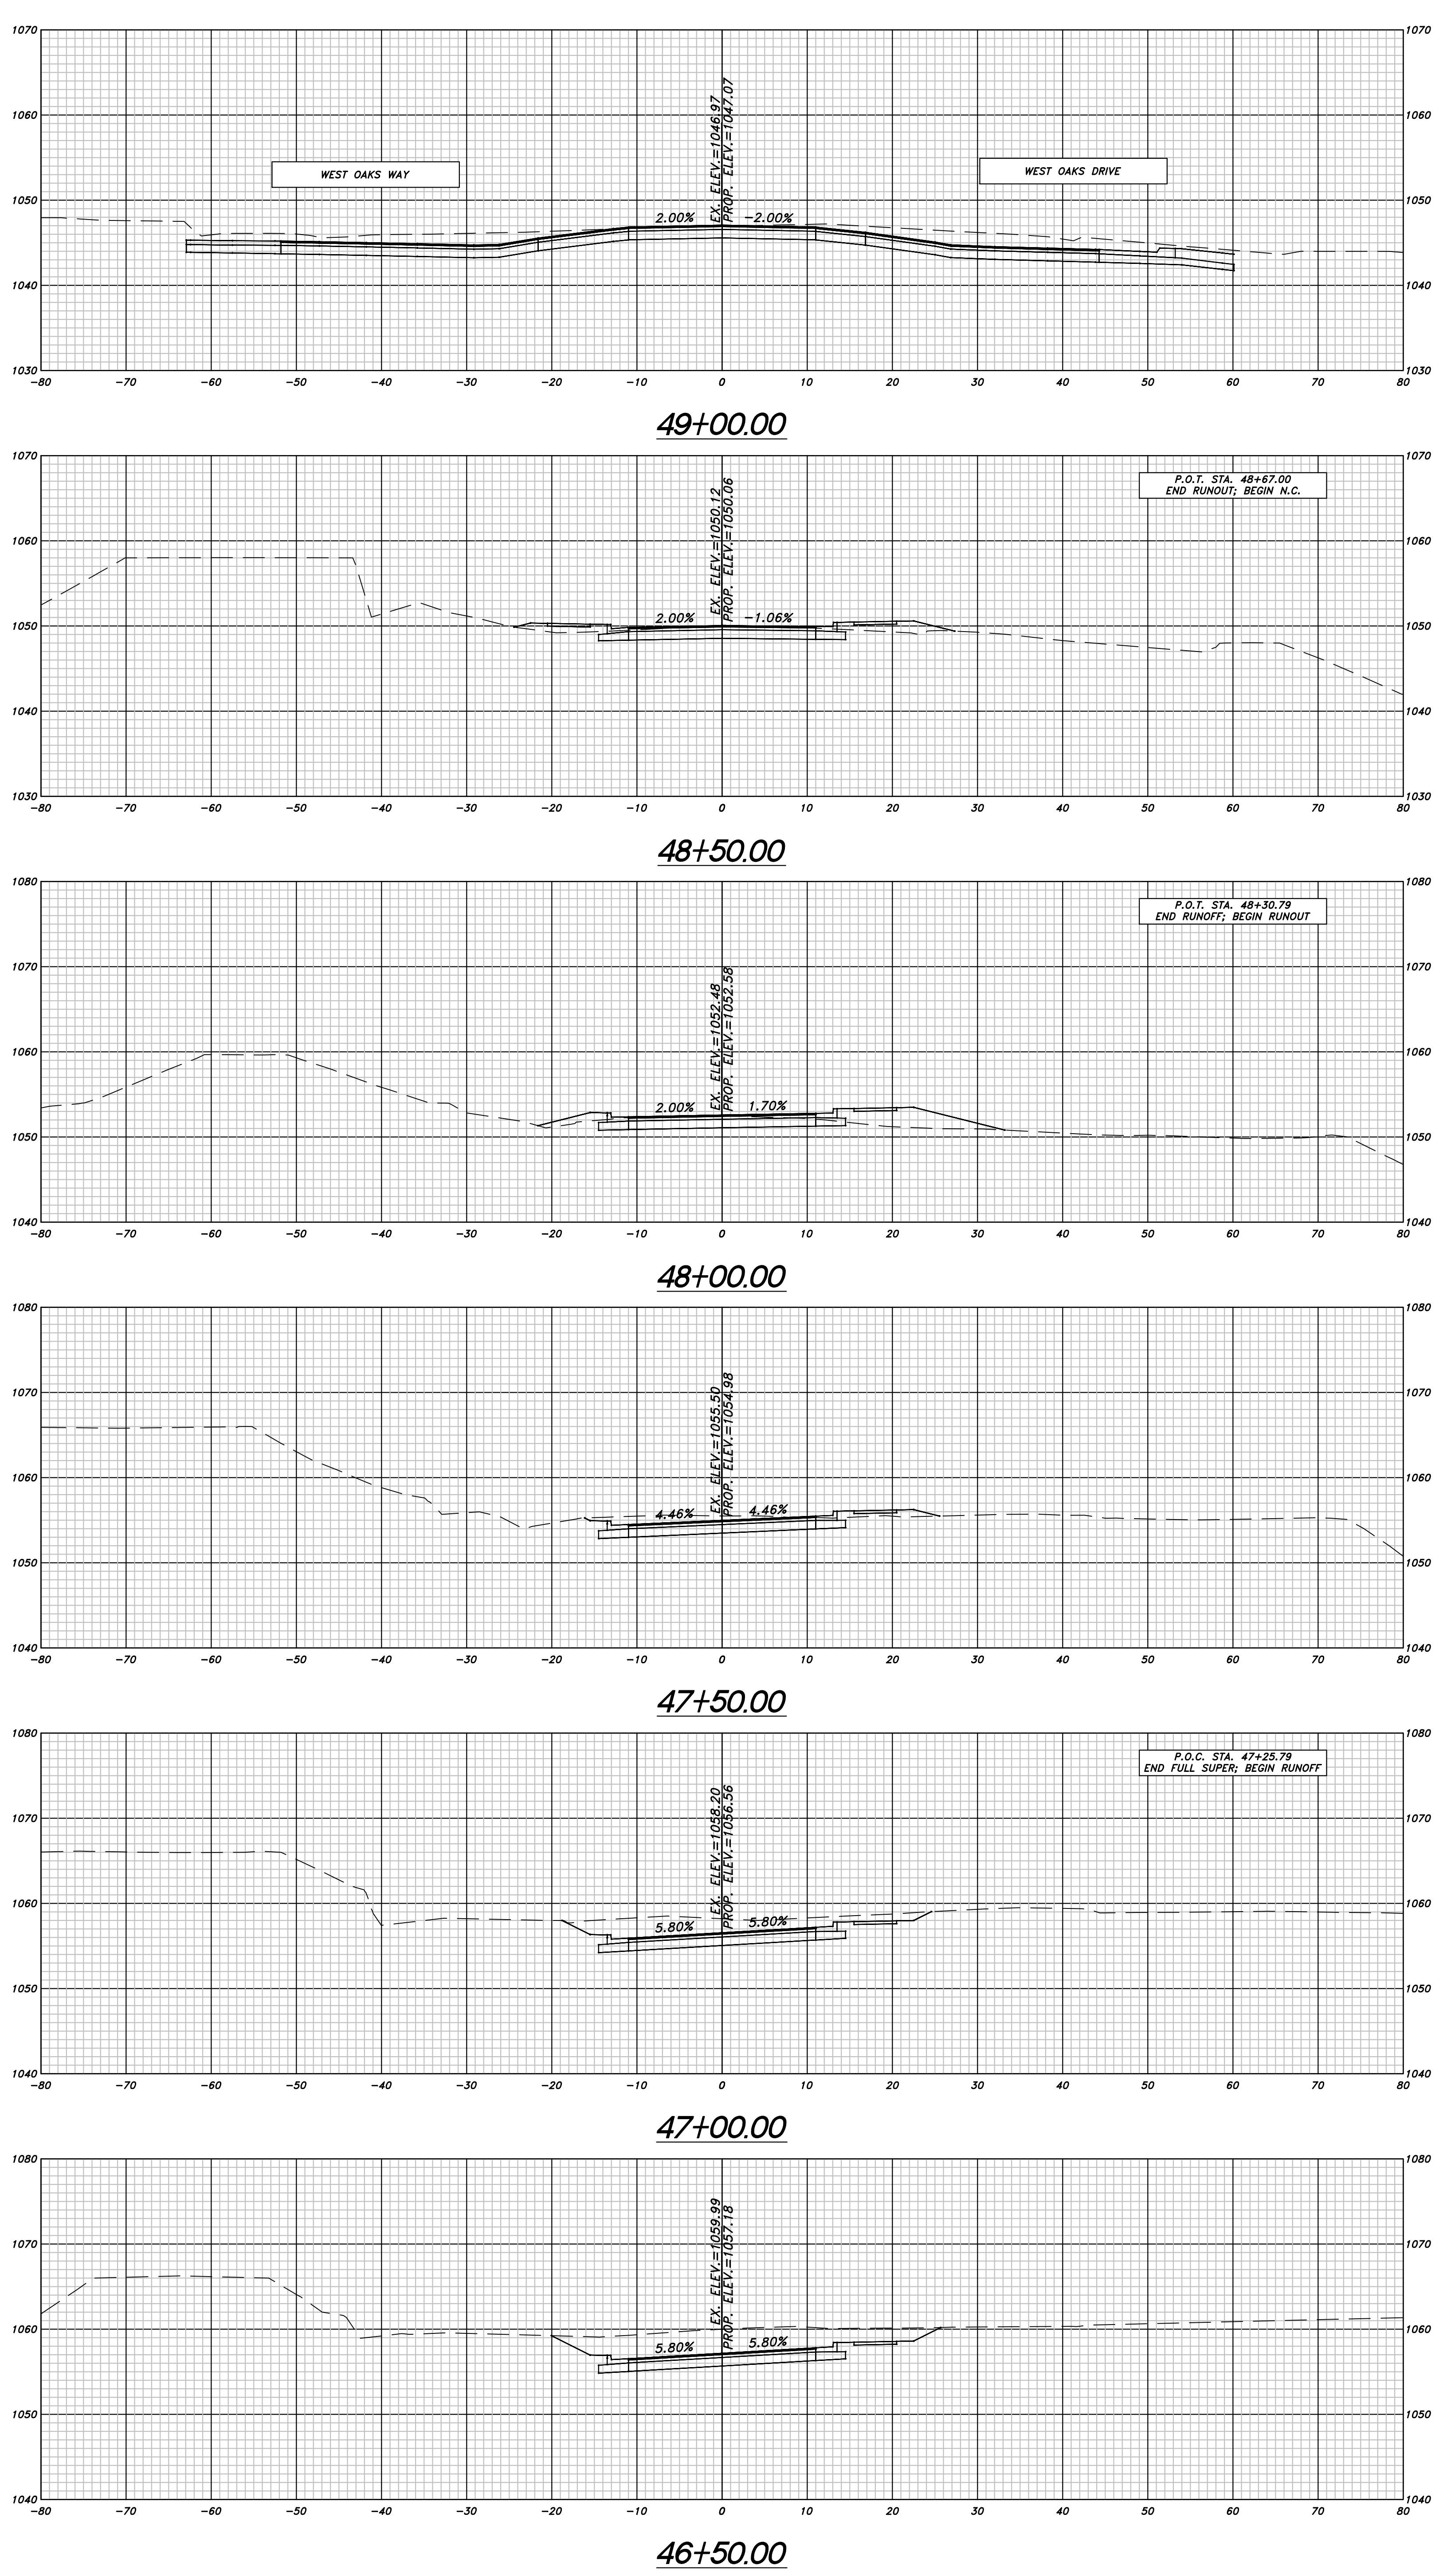 1070 1070
1060 1060
1050 1050
1040 1040
1030 1030
EX. ELEV.=1046.97
PROP. ELEV.=1047.07
WEST OAKS WAY
WEST OAKS DRIVE
2.00% -2.00%
-80 -70 -60 -50 -40 -30 -20 -10 0 10 20 30 40 50 60 70 80
49+00.00
1070 1070
1060 1060
1050 1050
1040 1040
1030 1030
P.O.T. STA. 48+67.00
END RUNOUT; BEGIN N.C.
EX. ELEV.=1050.12
PROP. ELEV.=1050.06
2.00% -1.06%
-80 -70 -60 -50 -40 -30 -20 -10 0 10 20 30 40 50 60 70 80
48+50.00
1080 1080
1070 1070
1060 1060
1050 1050
1040 1040
P.O.T. STA. 48+30.79
END RUNOFF; BEGIN RUNOUT
EX. ELEV.=1052.48
PROP. ELEV.=1052.58
2.00% 1.70%
-80 -70 -60 -50 -40 -30 -20 -10 0 10 20 30 40 50 60 70 80
48+00.00
1080 1080
1070 1070
1060 1060
1050 1050
1040 1040
EX. ELEV.=1055.50
PROP. ELEV.=1054.98
4.46% 4.46%
-80 -70 -60 -50 -40 -30 -20 -10 0 10 20 30 40 50 60 70 80
47+50.00
1080 1080
1070 1070
1060 1060
1050 1050
1040 1040
P.O.C. STA. 47+25.79
END FULL SUPER; BEGIN RUNOFF
EX. ELEV.=1058.20
PROP. ELEV.=1056.56
5.80% 5.80%
-80 -70 -60 -50 -40 -30 -20 -10 0 10 20 30 40 50 60 70 80
47+00.00
1080 1080
1070 1070
1060 1060
1050 1050
1040 1040
EX. ELEV.=1059.99
PROP. ELEV.=1057.18
5.80% 5.80%
-80 -70 -60 -50 -40 -30 -20 -10 0 10 20 30 40 50 60 70 80
46+50.00